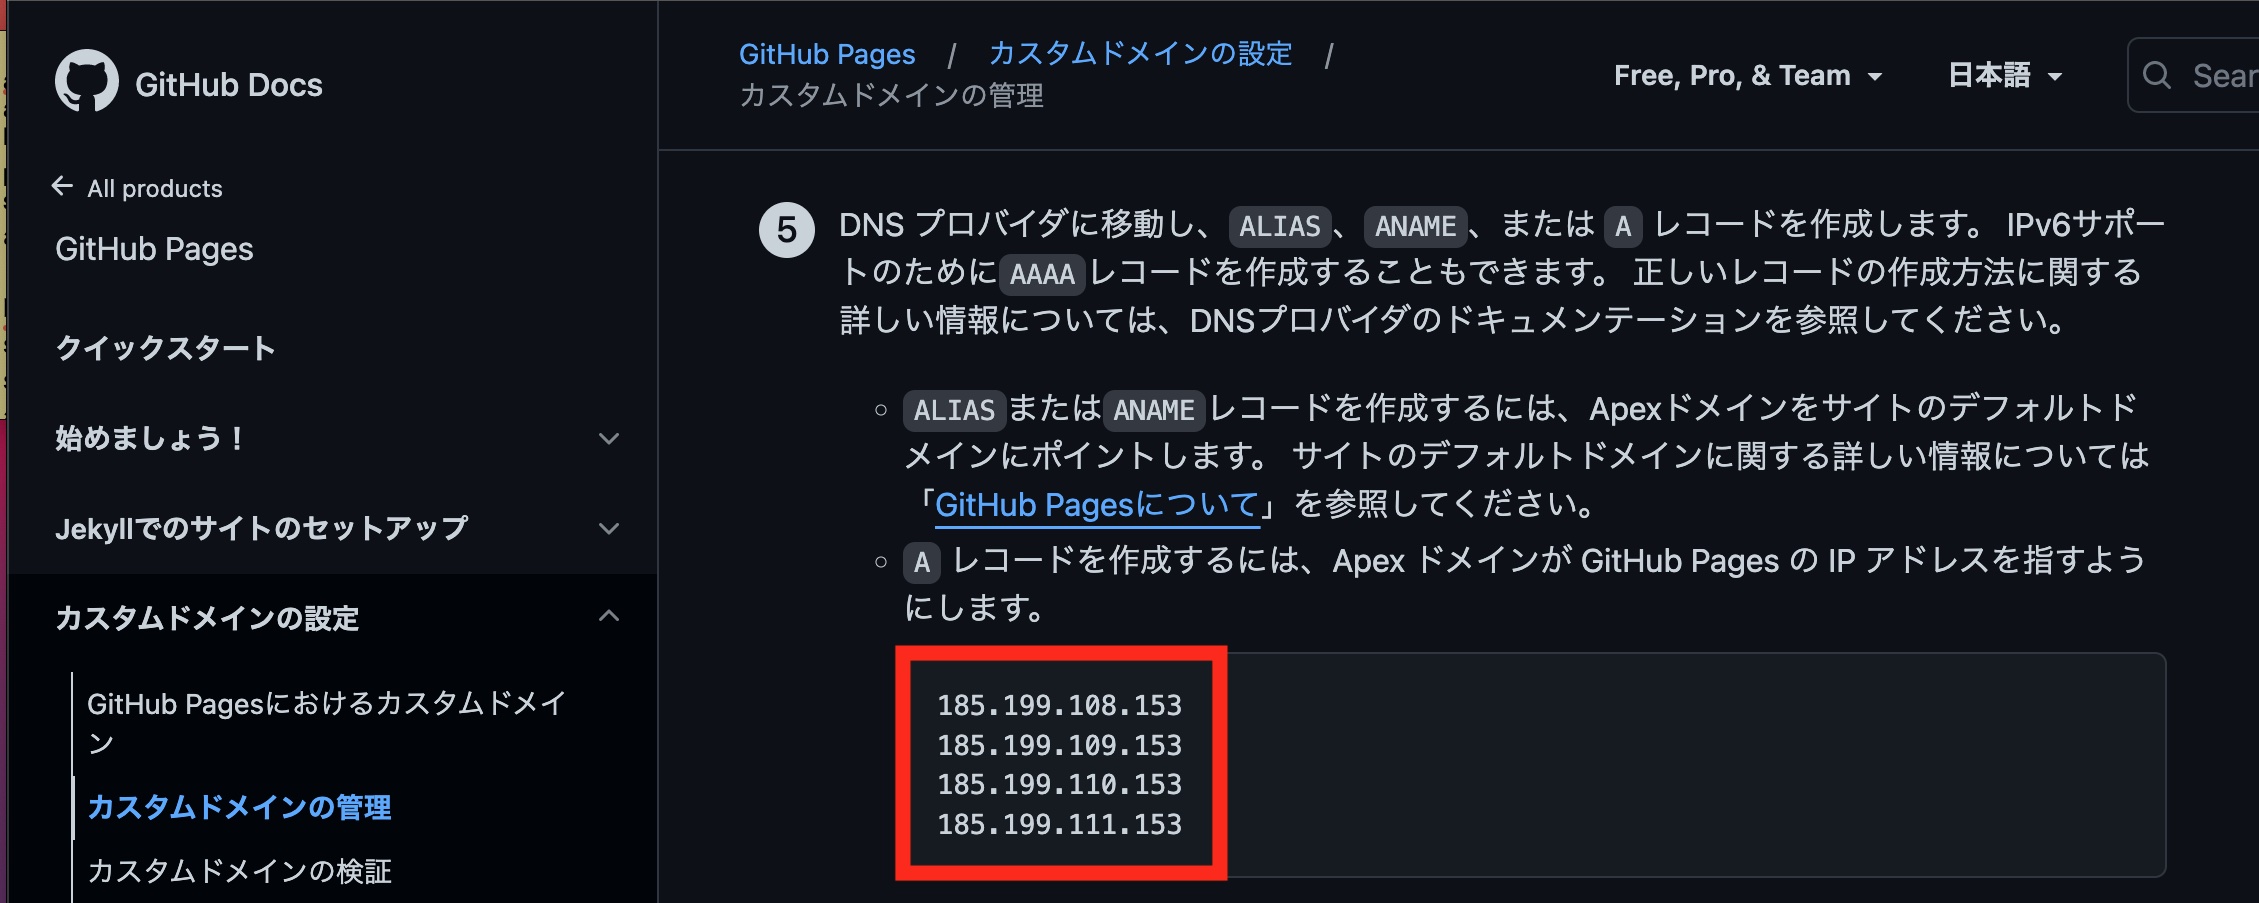 GitHub Docs
← All products
GitHub Pages
クイックスタート
始めましょう！
Jekyllでのサイトのセットアップ
カスタムドメインの設定
GitHub Pagesにおけるカスタムドメイ
ン
カスタムドメインの管理
カスタムドメインの検証
GitHub Pages / カスタムドメインの設定 /
カスタムドメインの管理
Free, Pro, & Team
日本語
Sear
5 DNS プロバイダに移動し、 ALIAS 、 ANAME 、または A レコードを作成します。 IPv6サポー
トのために AAAA レコードを作成することもできます。 正しいレコードの作成方法に関する
詳しい情報については、DNSプロバイダのドキュメンテーションを参照してください。
ALIAS または ANAME レコードを作成するには、Apexドメインをサイトのデフォルトド
メインにポイントします。 サイトのデフォルトドメインに関する詳しい情報については
「GitHub Pagesについて」を参照してください。
A レコードを作成するには、Apex ドメインが GitHub Pages の IP アドレスを指すよう
にします。
185.199.108.153
185.199.109.153
185.199.110.153
185.199.111.153